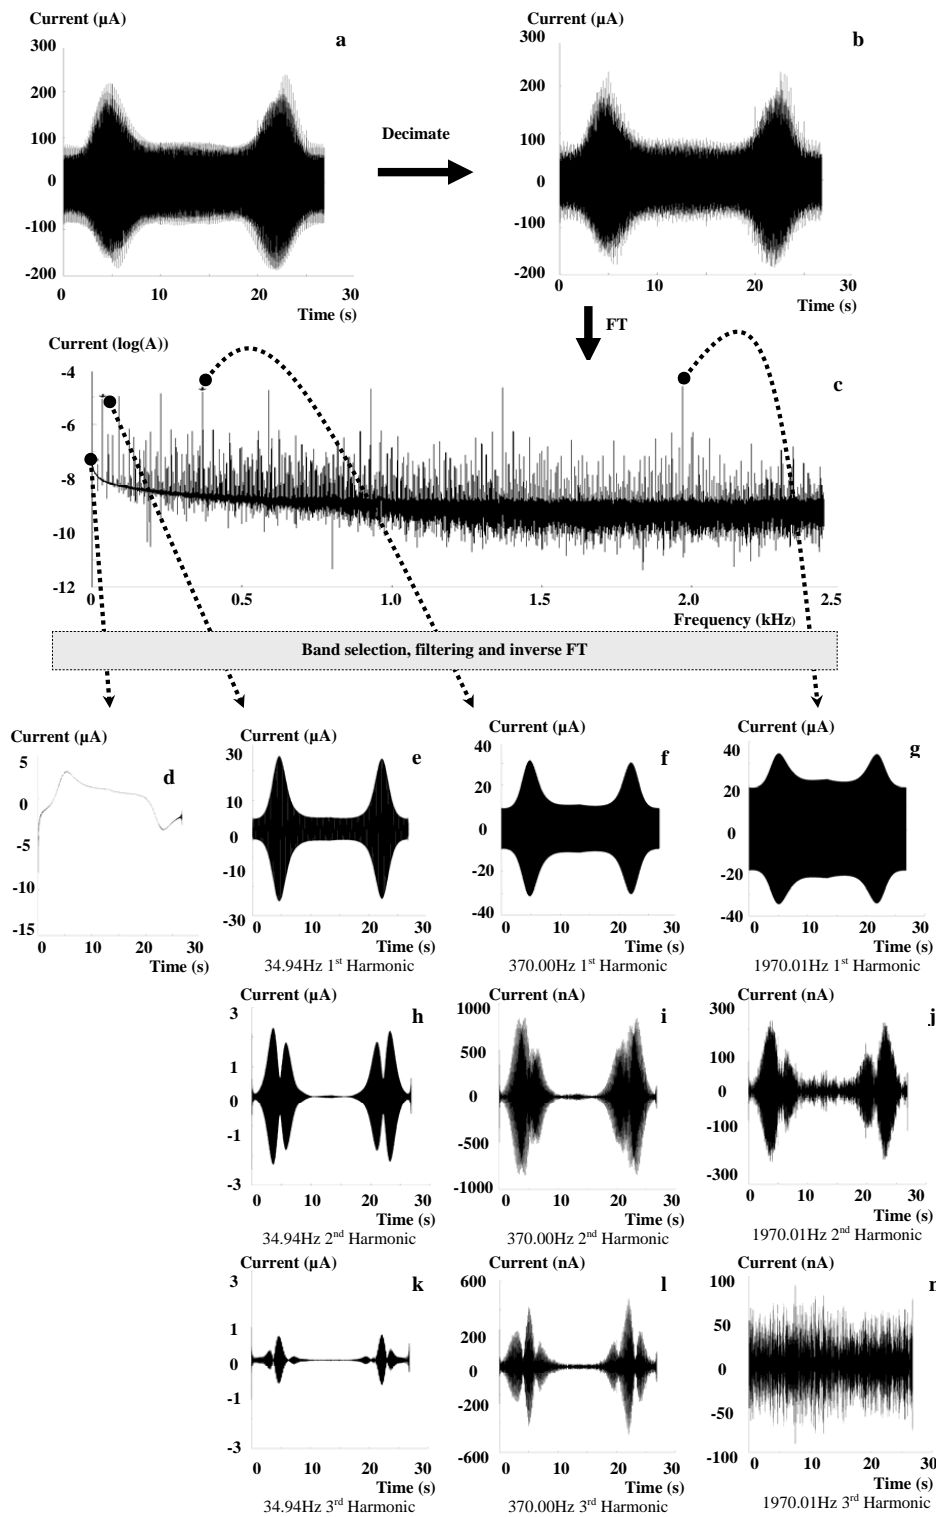 Current (µA)
a
300
200
100
0
-100
-200
0 10 20 30
Time (s)
Decimate
Current (µA)
b
300
200
100
0
-100
-200
0 10 20 30
Time (s)
FT
Current (log(A))
c
-4
-6
-8
-10
-12
0 0.5 1.0 1.5 2.0 2.5
Frequency (kHz)
Band selection, filtering and inverse FT
Current (µA)
d
5
0
-5
-10
-15
0 10 20 30
Time (s)
Current (µA)
e
30
10
0
-10
-30
0 10 20 30
Time (s)
34.94Hz 1st Harmonic
Current (µA)
f
40
20
0
-20
-40
0 10 20 30
Time (s)
370.00Hz 1st Harmonic
Current (µA)
g
40
20
0
-20
-40
0 10 20 30
Time (s)
1970.01Hz 1st Harmonic
Current (µA)
h
3
1
0
-1
-3
0 10 20 30
Time (s)
34.94Hz 2nd Harmonic
Current (nA)
i
1000
500
0
-500
-1000
0 10 20 30
Time (s)
370.00Hz 2nd Harmonic
Current (nA)
j
300
100
0
-100
-300
0 10 20 30
Time (s)
1970.01Hz 2nd Harmonic
Current (µA)
k
3
1
0
-1
-3
0 10 20 30
Time (s)
34.94Hz 3rd Harmonic
Current (nA)
l
600
200
0
-200
-600
0 10 20 30
Time (s)
370.00Hz 3rd Harmonic
Current (nA)
100
50
0
-50
-100
0 10 20 30
Time (s)
1970.01Hz 3rd Harmonic